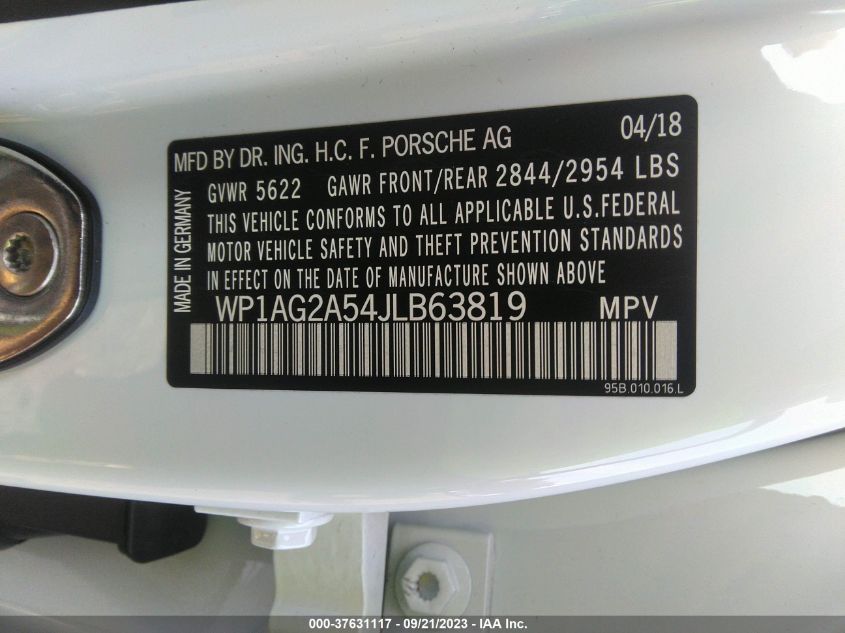 MFD BY DR. ING. H.C. F. PORSCHE AG 04/18
GVWR 5622 GAWR FRONT/REAR 2844/2954 LBS
THIS VEHICLE CONFORMS TO ALL APPLICABLE U.S.FEDERAL
MOTOR VEHICLE SAFETY AND THEFT PREVENTION STANDARDS
IN EFFECT ON THE DATE OF MANUFACTURE SHOWN ABOVE
MADE IN GERMANY
WP1AG2A54JLB63819 MPV
95B.010.016.L
000-37631117 - 09/21/2023 - IAA Inc.